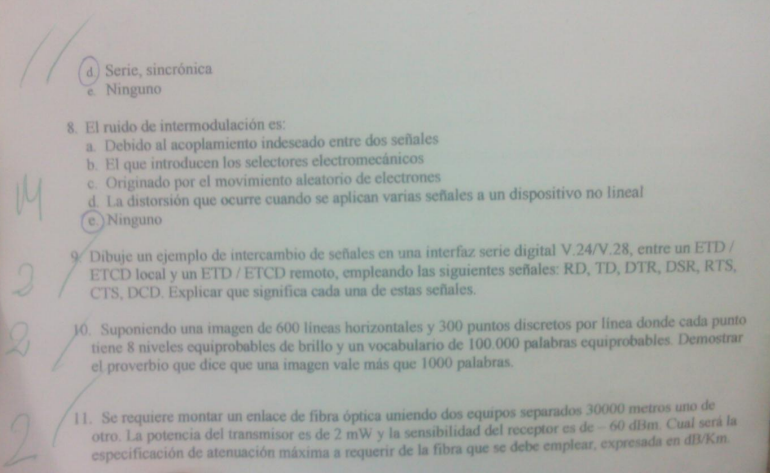 d. Serie, sincrónica
e. Ninguno
8. El ruido de intermodulación es:
a. Debido al acoplamiento indeseado entre dos señales
b. El que introducen los selectores electromecánicos
c. Originado por el movimiento aleatorio de electrones
d. La distorsión que ocurre cuando se aplican varias señales a un dispositivo no lineal
e. Ninguno
9. Dibuje un ejemplo de intercambio de señales en una interfaz serie digital V.24/V.28, entre un ETD /
ETCD local y un ETD / ETCD remoto, empleando las siguientes señales: RD, TD, DTR, DSR, RTS,
CTS, DCD. Explicar que significa cada una de estas señales.
10. Suponiendo una imagen de 600 líneas horizontales y 300 puntos discretos por línea donde cada punto
tiene 8 niveles equiprobables de brillo y un vocabulario de 100.000 palabras equiprobables. Demostrar
el proverbio que dice que una imagen vale más que 1000 palabras.
11. Se requiere montar un enlace de fibra óptica uniendo dos equipos separados 30000 metros uno de
otro. La potencia del transmisor es de 2 mW y la sensibilidad del receptor es de – 60 dBm. Cual será la
especificación de atenuación máxima a requerir de la fibra que se debe emplear, expresada en dB/Km.